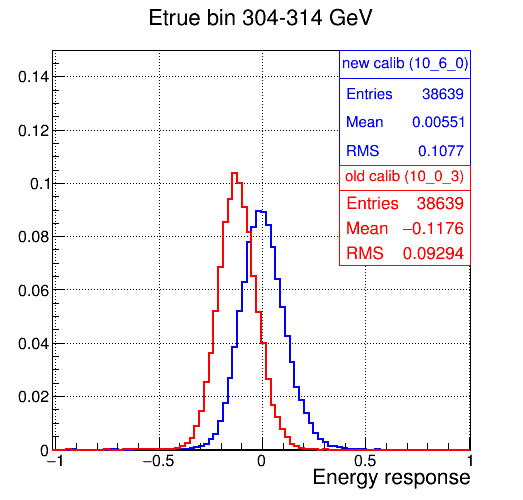 Etrue bin 304-314 GeV
new calib (10_6_0)
Entries 38639
Mean 0.00551
RMS 0.1077
old calib (10_0_3)
Entries 38639
Mean −0.1176
RMS 0.09294
0.14
0.12
0.1
0.08
0.06
0.04
0.02
0
−1 −0.5 0 0.5 1
Energy response